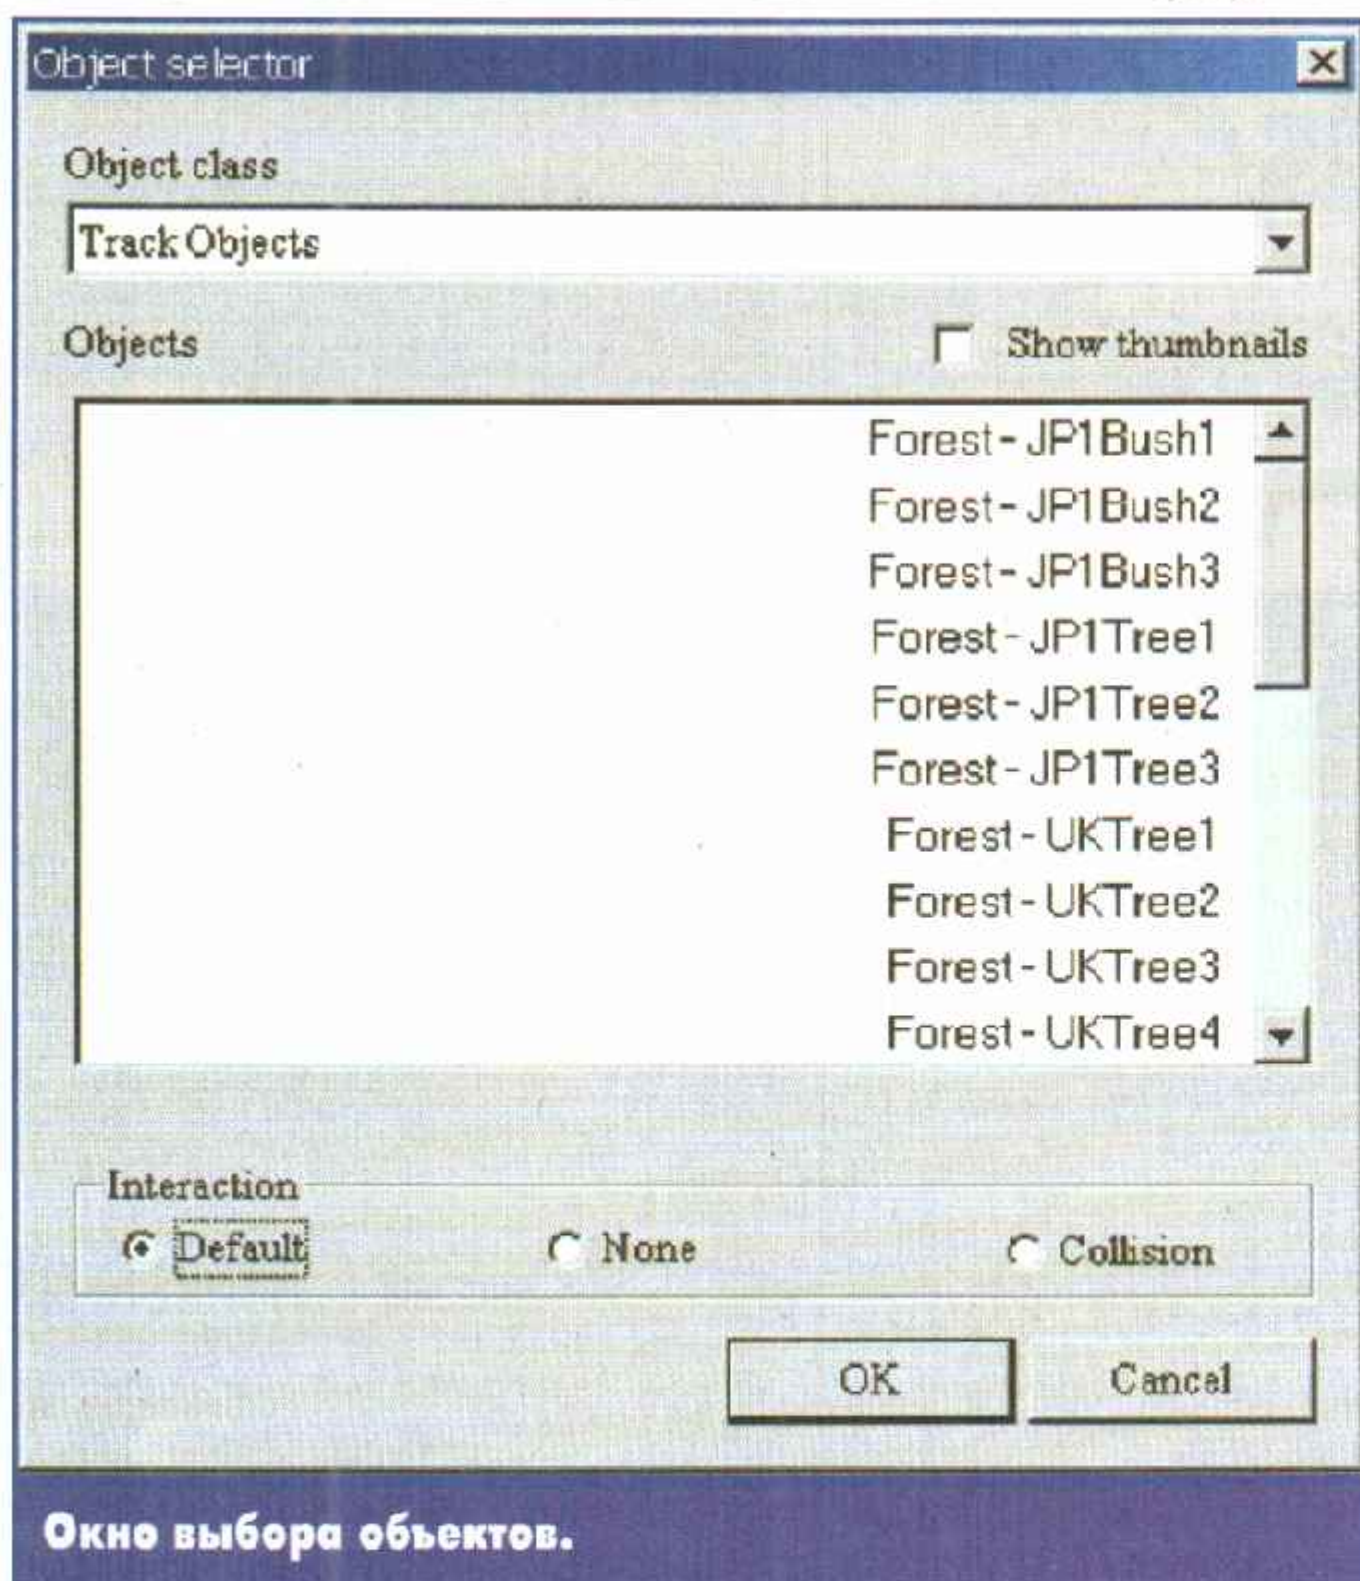 Object selector
Object class
Track Objects
Objects
Show thumbnails
Forest-JP1Bush1
Forest-JP1Bush2
Forest-JP1Bush3
Forest-JP1Tree1
Forest-JP1Tree2
Forest-JP1Tree3
Forest-UKTree1
Forest-UKTree2
Forest-UKTree3
Forest-UKTree4
Interaction
Default
None
Collision
OK
Cancel
Окно выбора объектов.